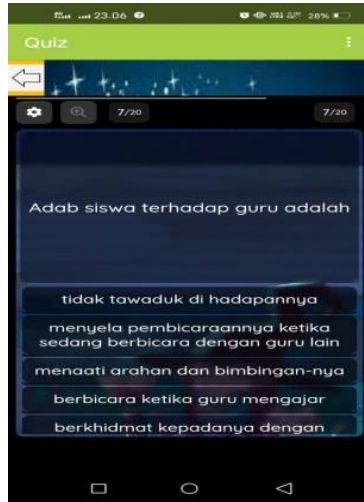 23.06
28%
Quiz
7/20
7/20
Adab siswa terhadap guru adalah
tidak tawaduk di hadapannya
menyela pembicaraannya ketika
sedang berbicara dengan guru lain
menaati arahan dan bimbingan-nya
berbicara ketika guru mengajar
berkhidmat kepadanya dengan